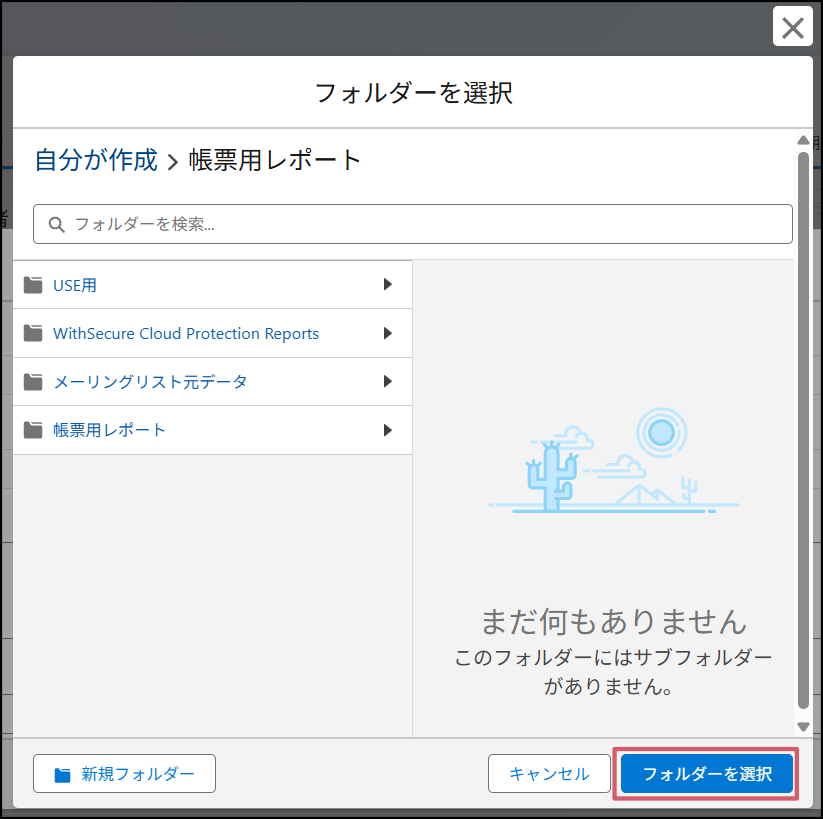 フォルダーを選択
自分が作成 > 帳票用レポート
フォルダーを検索...
USE用
WithSecure Cloud Protection Reports
メーリングリスト元データ
帳票用レポート
まだ何もありません
このフォルダーにはサブフォルダー
がありません。
新規フォルダー
キャンセル
フォルダーを選択